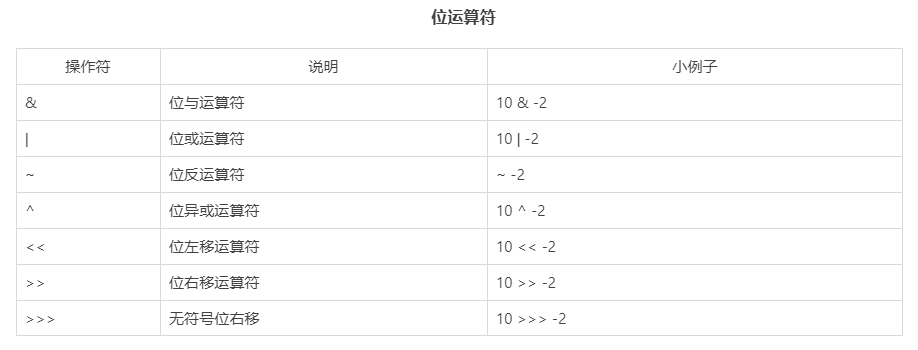 位运算符
操作符 说明 小例子
& 位与运算符 10 & -2
| 位或运算符 10 | -2
~ 位反运算符 ~ -2
^ 位异或运算符 10 ^ -2
<< 位左移运算符 10 << -2
>> 位右移运算符 10 >> -2
>>> 无符号位右移 10 >>> -2